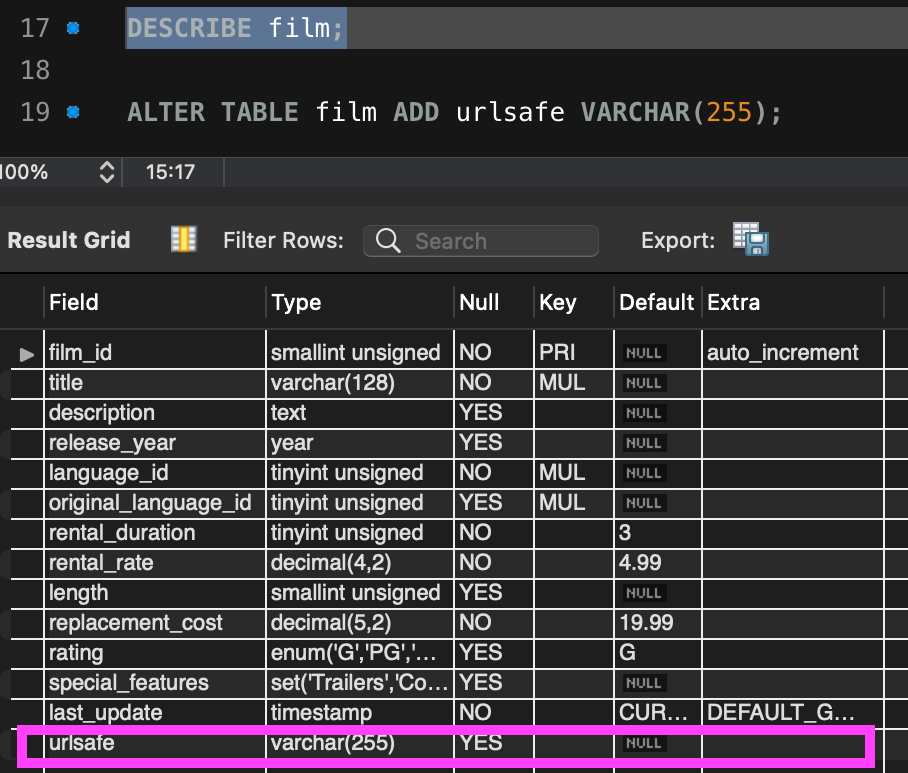 17 DESCRIBE film;
18
19 ALTER TABLE film ADD urlsafe VARCHAR(255);
100% 15:17
Result Grid Filter Rows: Search Export:
Field Type Null Key Default Extra
film_id smallint unsigned NO PRI NULL auto_increment
title varchar(128) NO MUL NULL
description text YES NULL
release_year year YES NULL
language_id tinyint unsigned NO MUL NULL
original_language_id tinyint unsigned YES MUL NULL
rental_duration tinyint unsigned NO 3
rental_rate decimal(4,2) NO 4.99
length smallint unsigned YES NULL
replacement_cost decimal(5,2) NO 19.99
rating enum('G','PG','... YES G
special_features set('Trailers','Co... YES NULL
last_update timestamp NO CUR... DEFAULT_G...
urlsafe varchar(255) YES NULL